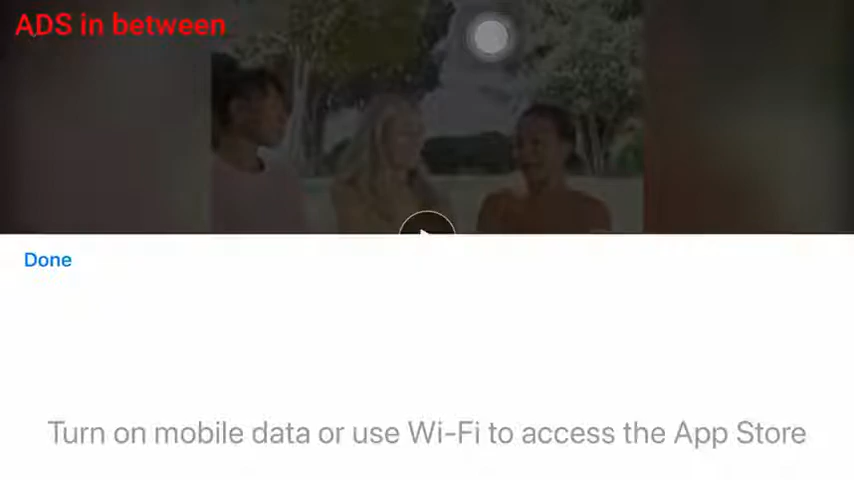 ADS in between
Done
Turn on mobile data or use Wi-Fi to access the App Store